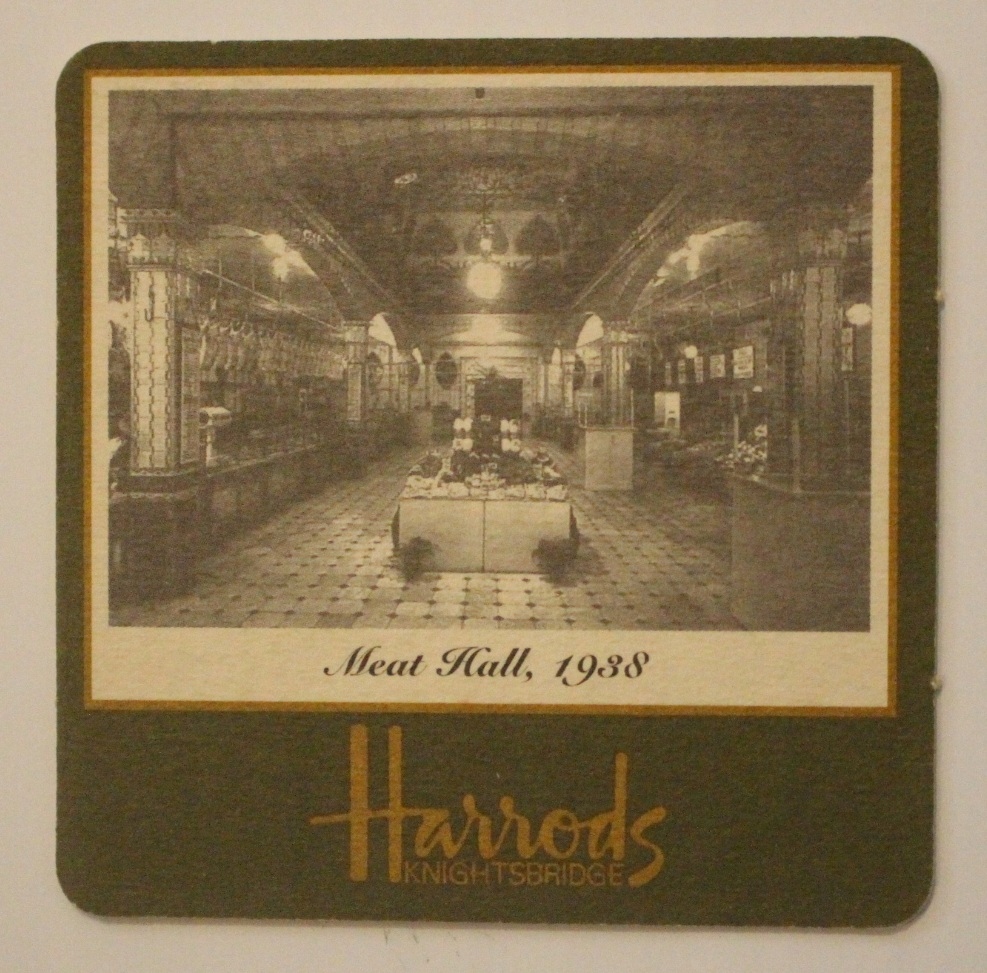 Meat Hall, 1938
Harrods
KNIGHTSBRIDGE